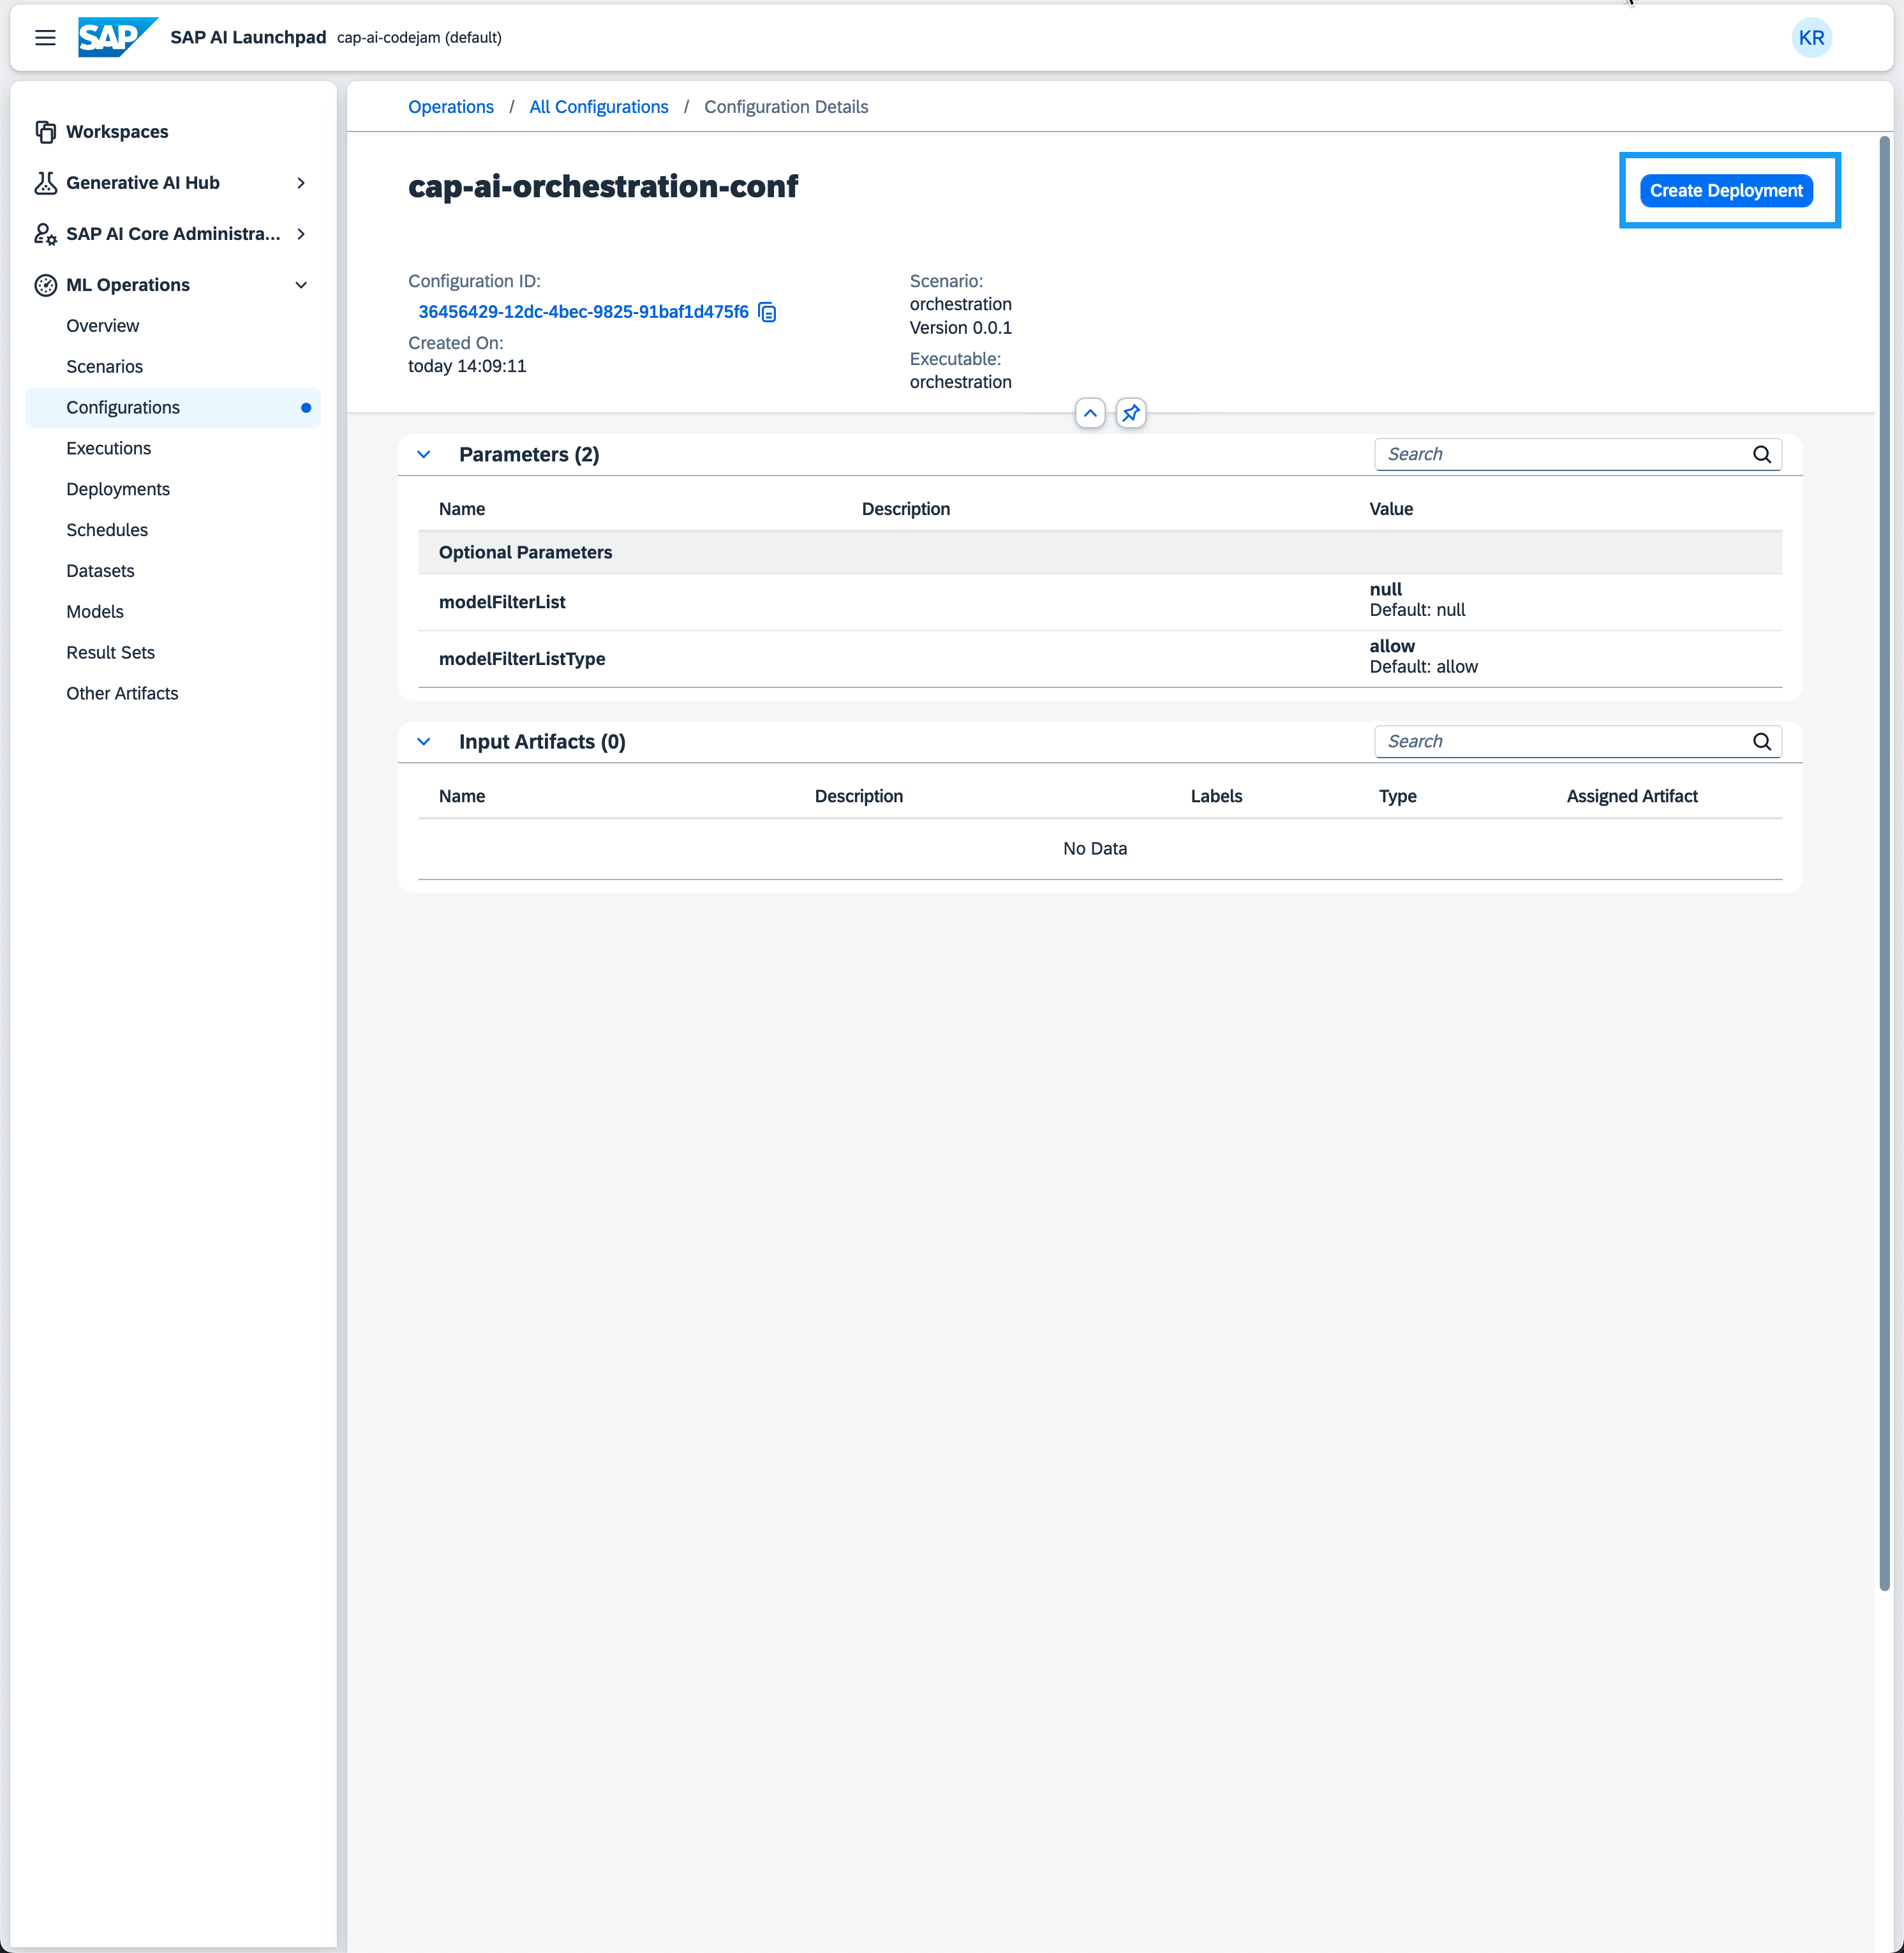 SAP SAP AI Launchpad cap-ai-codejam (default) KR
Workspaces
Generative AI Hub
SAP AI Core Administra...
ML Operations
Overview
Scenarios
Configurations
Executions
Deployments
Schedules
Datasets
Models
Result Sets
Other Artifacts
Operations / All Configurations / Configuration Details
cap-ai-orchestration-conf
Create Deployment
Configuration ID:
36456429-12dc-4bec-9825-91baf1d475f6
Created On:
today 14:09:11
Scenario:
orchestration
Version 0.0.1
Executable:
orchestration
Parameters (2) Search
Name Description Value
Optional Parameters
modelFilterList null
Default: null
modelFilterListType allow
Default: allow
Input Artifacts (0) Search
Name Description Labels Type Assigned Artifact
No Data